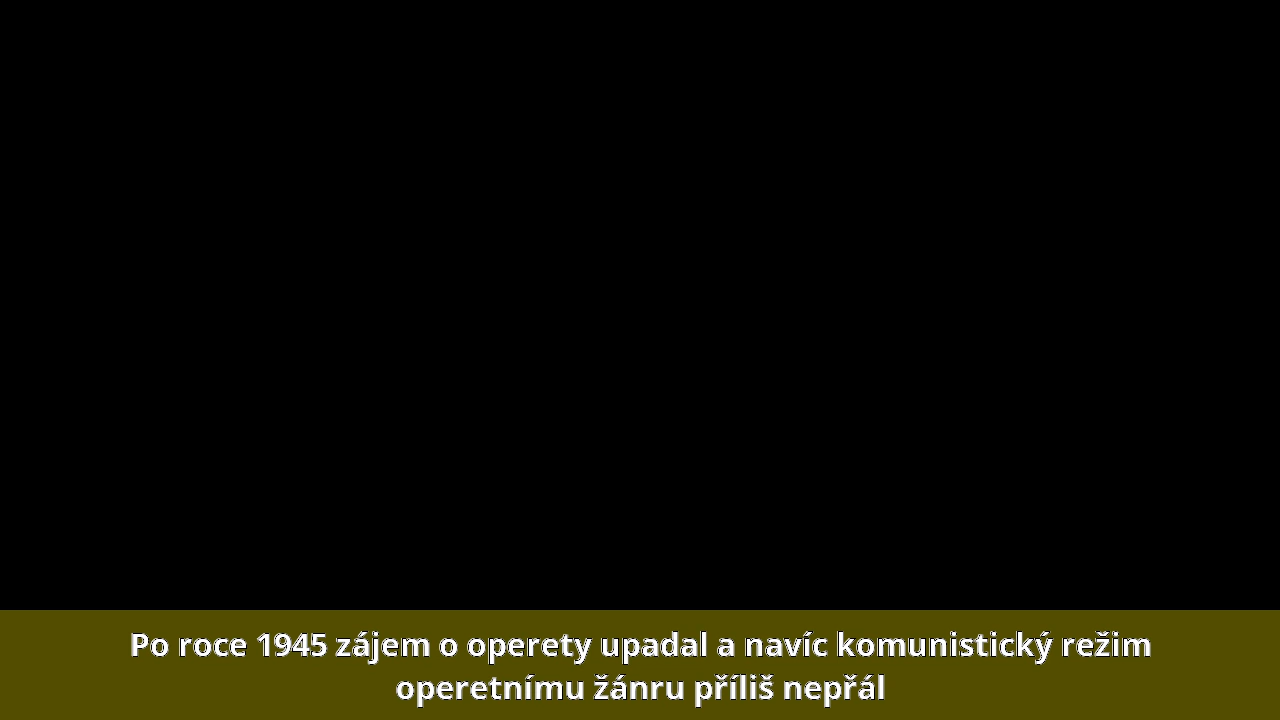 Po roce 1945 zájem o operety upadal a navíc komunistický režim
operetnímu žánru příliš nepřál